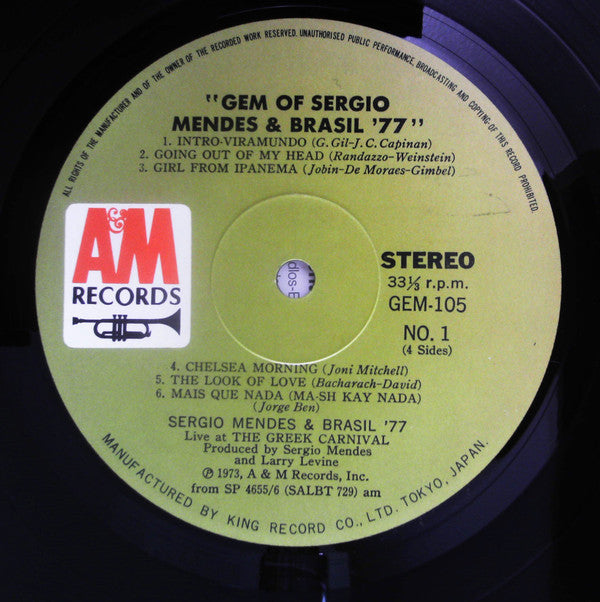 ALL RIGHTS OF THE MANUFACTURER AND OF THE OWNER OF THE RECORDED WORK RESERVED. UNAUTHORISED PUBLIC PERFORMANCE, BROADCASTING AND COPYING OF THIS RECORD PROHIBITED.
"GEM OF SERGIO
MENDES & BRASIL '77"
1. INTRO-VIRAMUNDO (G. Gil-J. C. Capinan)
2. GOING OUT OF MY HEAD (Randazzo-Weinstein)
3. GIRL FROM IPANEMA (Jobin-De Moraes-Gimbel)
A&M
RECORDS
STEREO
33⅓ r.p.m.
GEM-105
NO. 1
(4 Sides)
4. CHELSEA MORNING (Joni Mitchell)
5. THE LOOK OF LOVE (Bacharach-David)
6. MAIS QUE NADA (MA-SH KAY NADA)
(Jorge Ben)
SERGIO MENDES & BRASIL '77
Live at THE GREEK CARNIVAL
Produced by Sergio Mendes
and Larry Levine
Ⓟ 1973, A & M Records, Inc.
from SP 4655/6 (SALBT 729) am
MANUFACTURED BY KING RECORD CO., LTD. TOKYO, JAPAN.